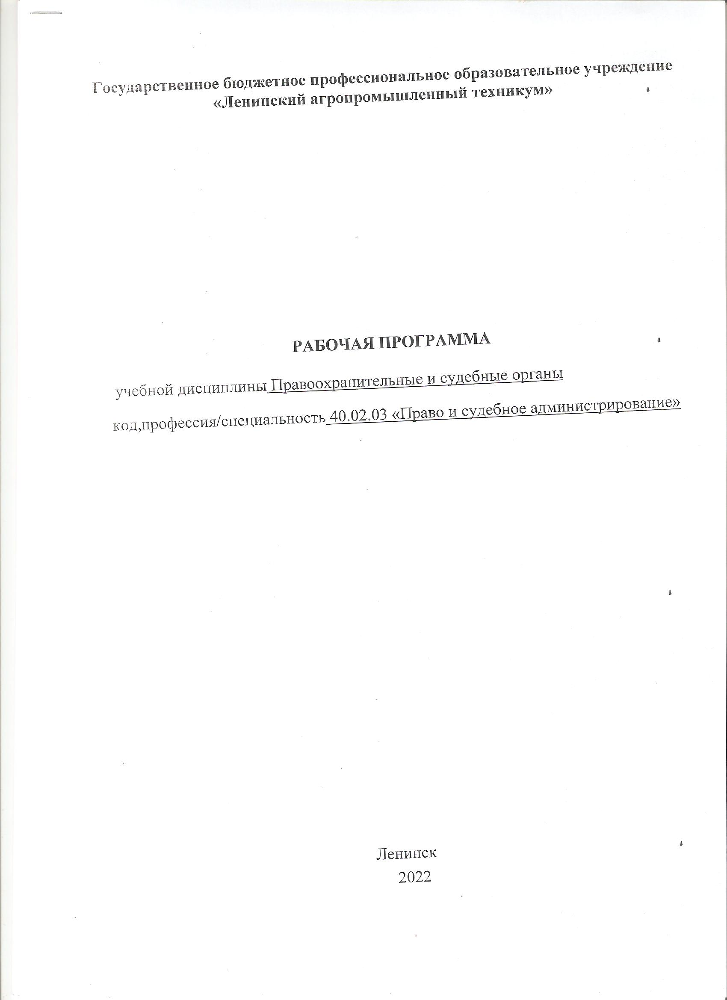 Государственное бюджетное профессиональное образовательное учреждение
«Ленинский агропромышленный техникум»
РАБОЧАЯ ПРОГРАММА
учебной дисциплины Правоохранительные и судебные органы
код,профессия/специальность 40.02.03 «Право и судебное администрирование»
Ленинск
2022